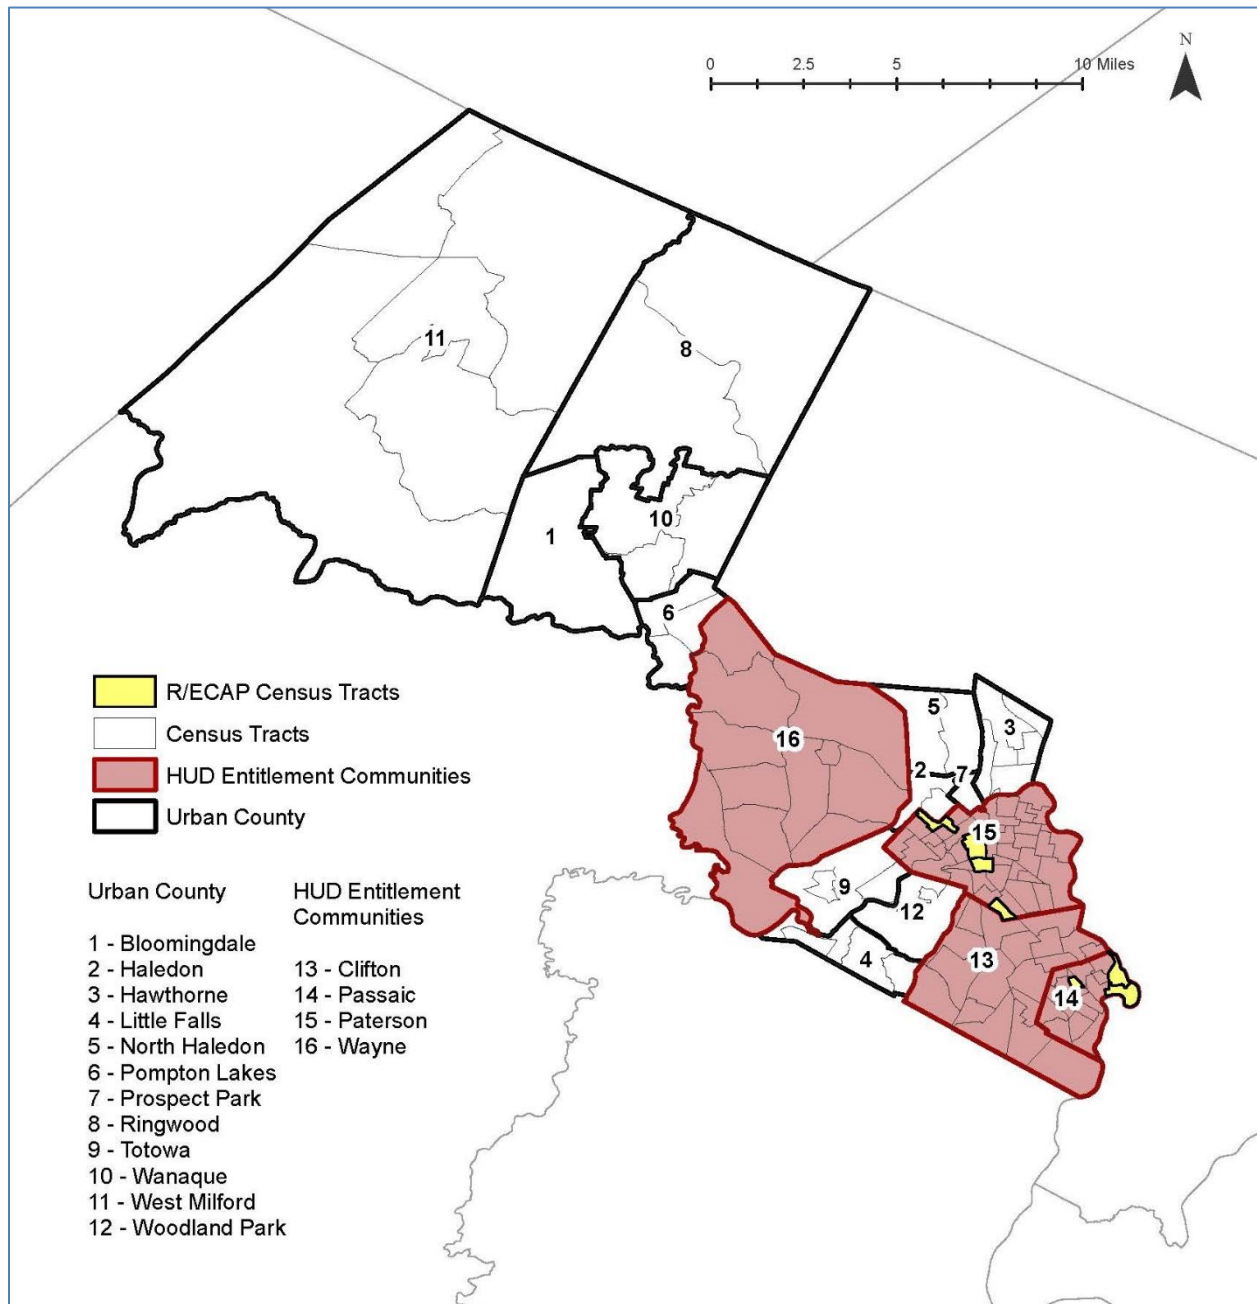 0 2.5 5 10 Miles
N
11
8
10
1
6
5
3
16
2
7
15
9
12
13
4
14
R/ECAP Census Tracts
Census Tracts
HUD Entitlement Communities
Urban County
Urban County
1 - Bloomingdale
2 - Haledon
3 - Hawthorne
4 - Little Falls
5 - North Haledon
6 - Pompton Lakes
7 - Prospect Park
8 - Ringwood
9 - Totowa
10 - Wanaque
11 - West Milford
12 - Woodland Park
HUD Entitlement
Communities
13 - Clifton
14 - Passaic
15 - Paterson
16 - Wayne